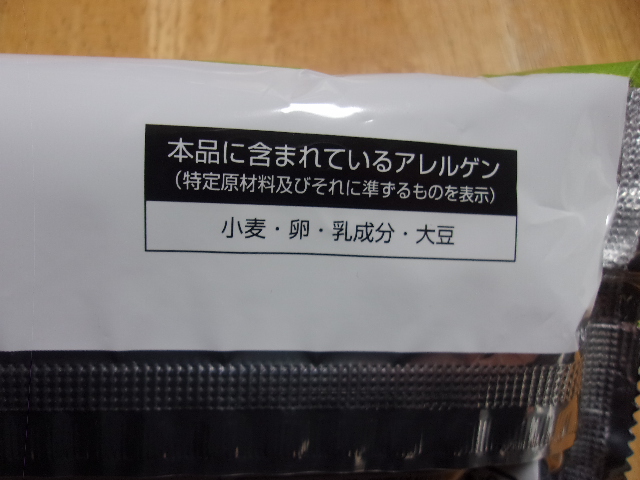 本品に含まれているアレルゲン
（特定原材料及びそれに準ずるものを表示）
小麦・卵・乳成分・大豆